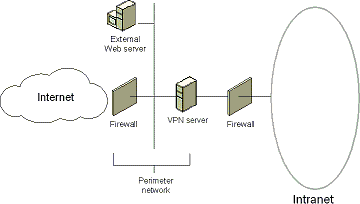 External
Web server
Internet
Firewall
VPN server
Firewall
Perimeter
network
Intranet